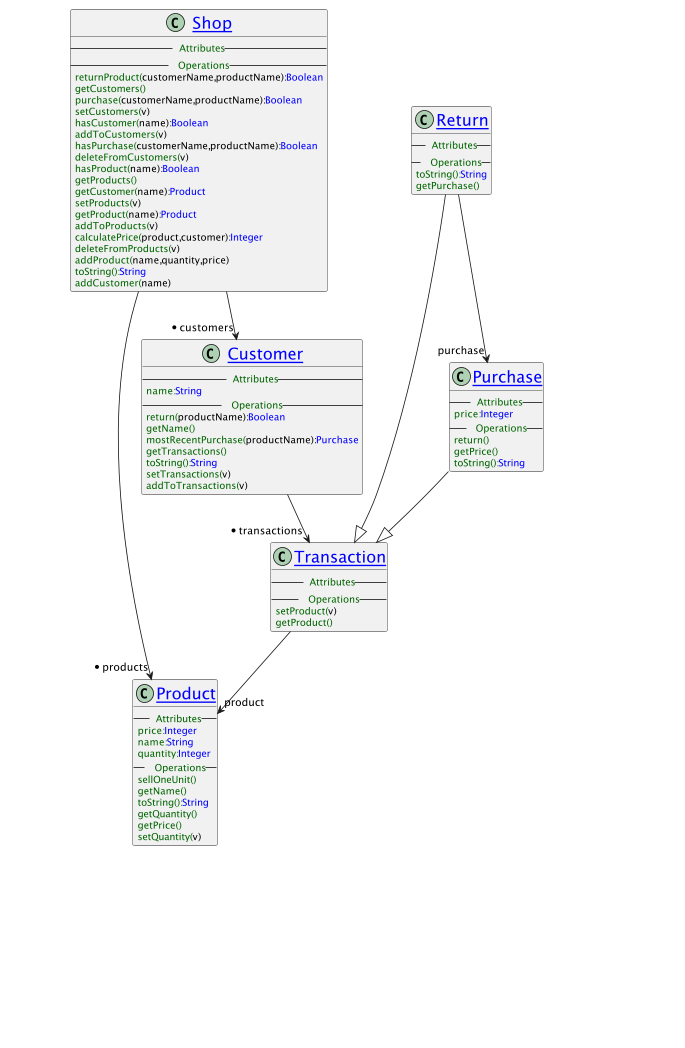 Shop
Attributes
Operations
returnProduct(customerName,productName):Boolean
getCustomers()
purchase(customerName,productName):Boolean
setCustomers(v)
hasCustomer(name):Boolean
addToCustomers(v)
hasPurchase(customerName,productName):Boolean
deleteFromCustomers(v)
hasProduct(name):Boolean
getProducts()
getCustomer(name):Product
setProducts(v)
getProduct(name):Product
addToProducts(v)
calculatePrice(product,customer):Integer
deleteFromProducts(v)
addProduct(name,quantity,price)
toString():String
addCustomer(name)
Return
Attributes
Operations
toString():String
getPurchase()
* customers
purchase
Customer
Attributes
name:String
Operations
return(productName):Boolean
getName()
mostRecentPurchase(productName):Purchase
getTransactions()
toString():String
setTransactions(v)
addToTransactions(v)
Purchase
Attributes
price:Integer
Operations
return()
getPrice()
toString():String
* transactions
Transaction
Attributes
Operations
setProduct(v)
getProduct()
* products
product
Product
Attributes
price:Integer
name:String
quantity:Integer
Operations
sellOneUnit()
getName()
toString():String
getQuantity()
getPrice()
setQuantity(v)